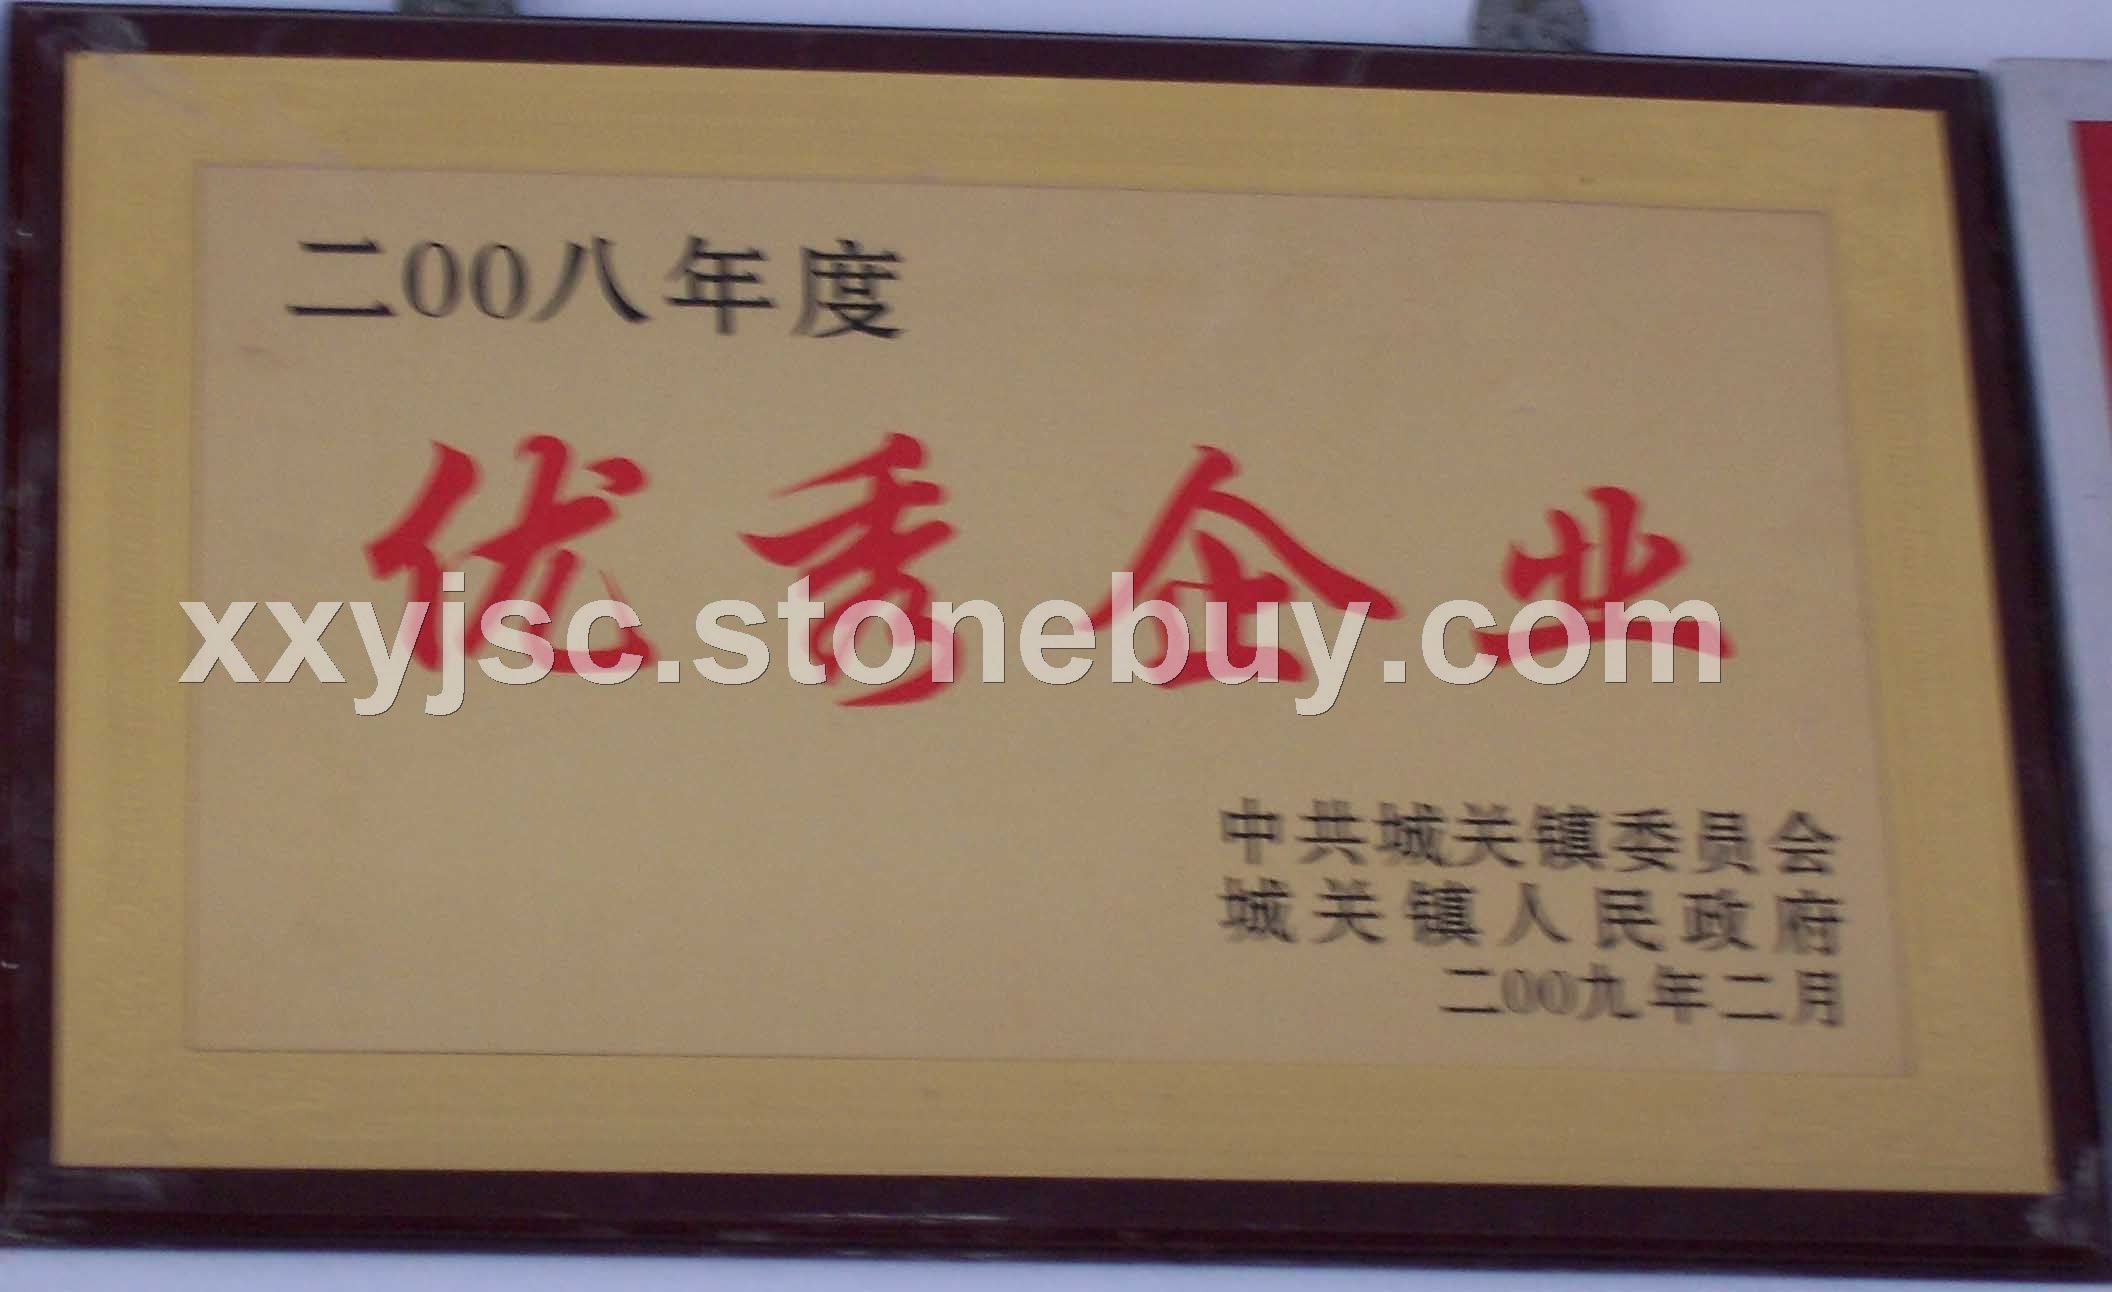 二00八年度
优秀企业
xxyjsc.stonebuy.com
中共城关镇委员会
城关镇人民政府
二00九年二月